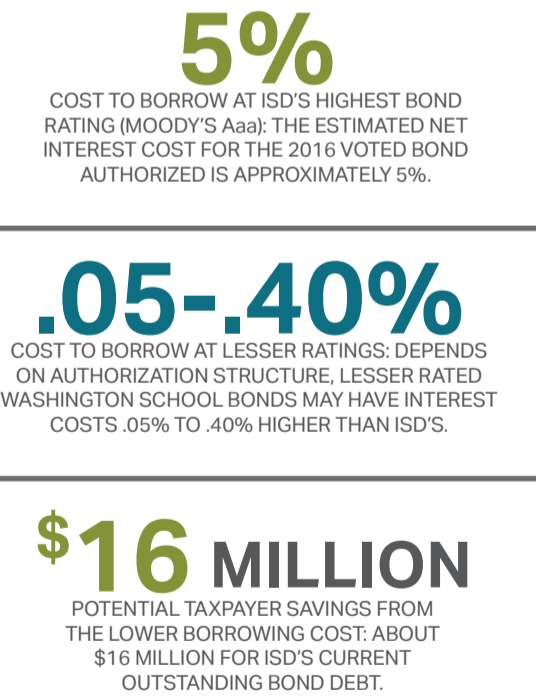 5%
COST TO BORROW AT ISD'S HIGHEST BOND
RATING (MOODY'S Aaa): THE ESTIMATED NET
INTEREST COST FOR THE 2016 VOTED BOND
AUTHORIZED IS APPROXIMATELY 5%.
.05-.40%
COST TO BORROW AT LESSER RATINGS: DEPENDS
ON AUTHORIZATION STRUCTURE, LESSER RATED
WASHINGTON SCHOOL BONDS MAY HAVE INTEREST
COSTS .05% TO .40% HIGHER THAN ISD'S.
$16 MILLION
POTENTIAL TAXPAYER SAVINGS FROM
THE LOWER BORROWING COST: ABOUT
$16 MILLION FOR ISD'S CURRENT
OUTSTANDING BOND DEBT.